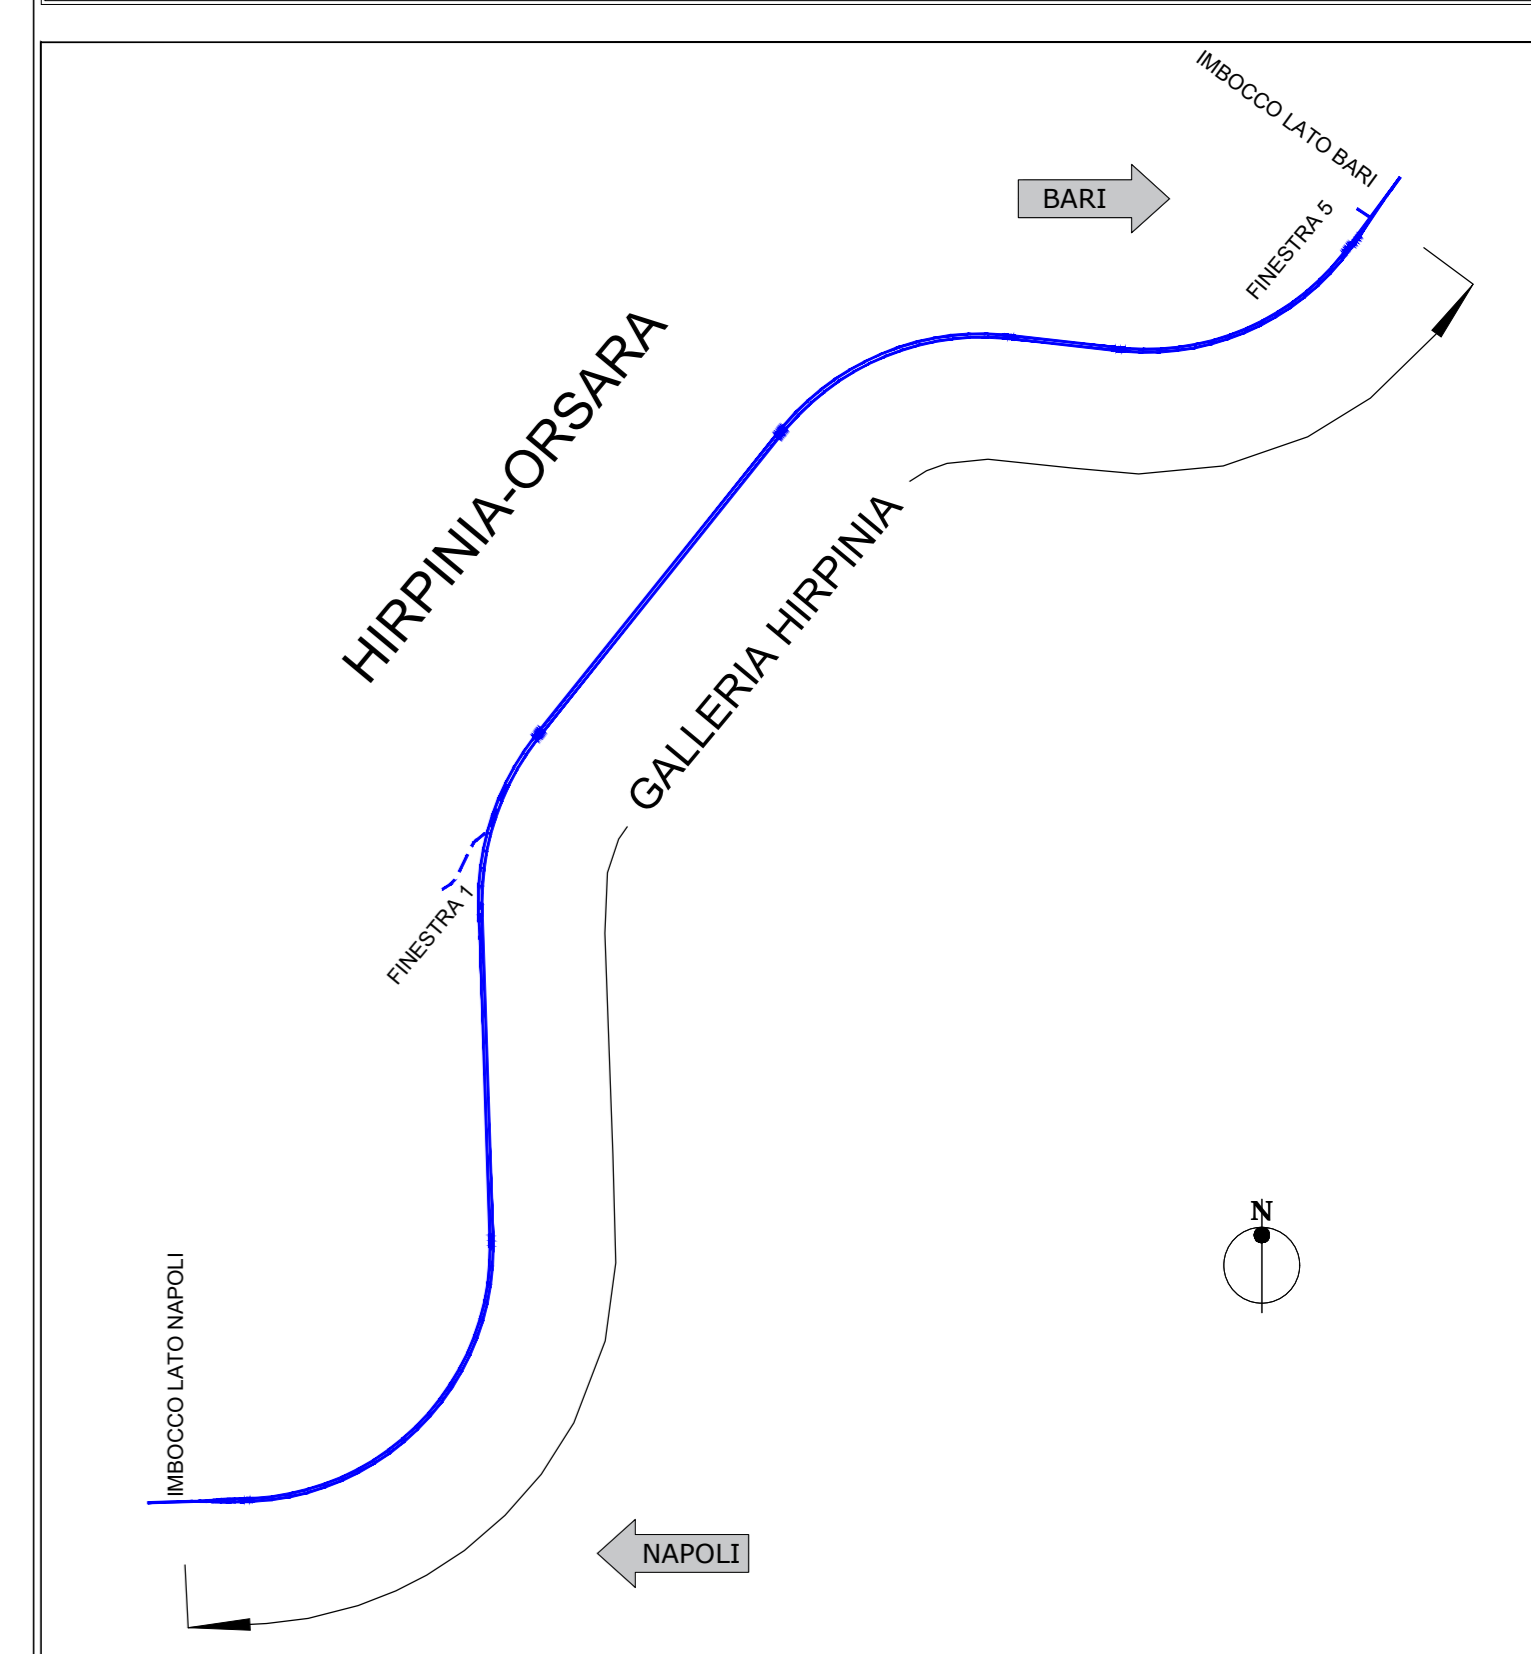 IMBOCCO LATO BARI
BARI
FINESTRA 5
HIRPINIA-ORSARA
GALLERIA HIRPINIA
FINESTRA 1
N
IMBOCCO LATO NAPOLI
NAPOLI